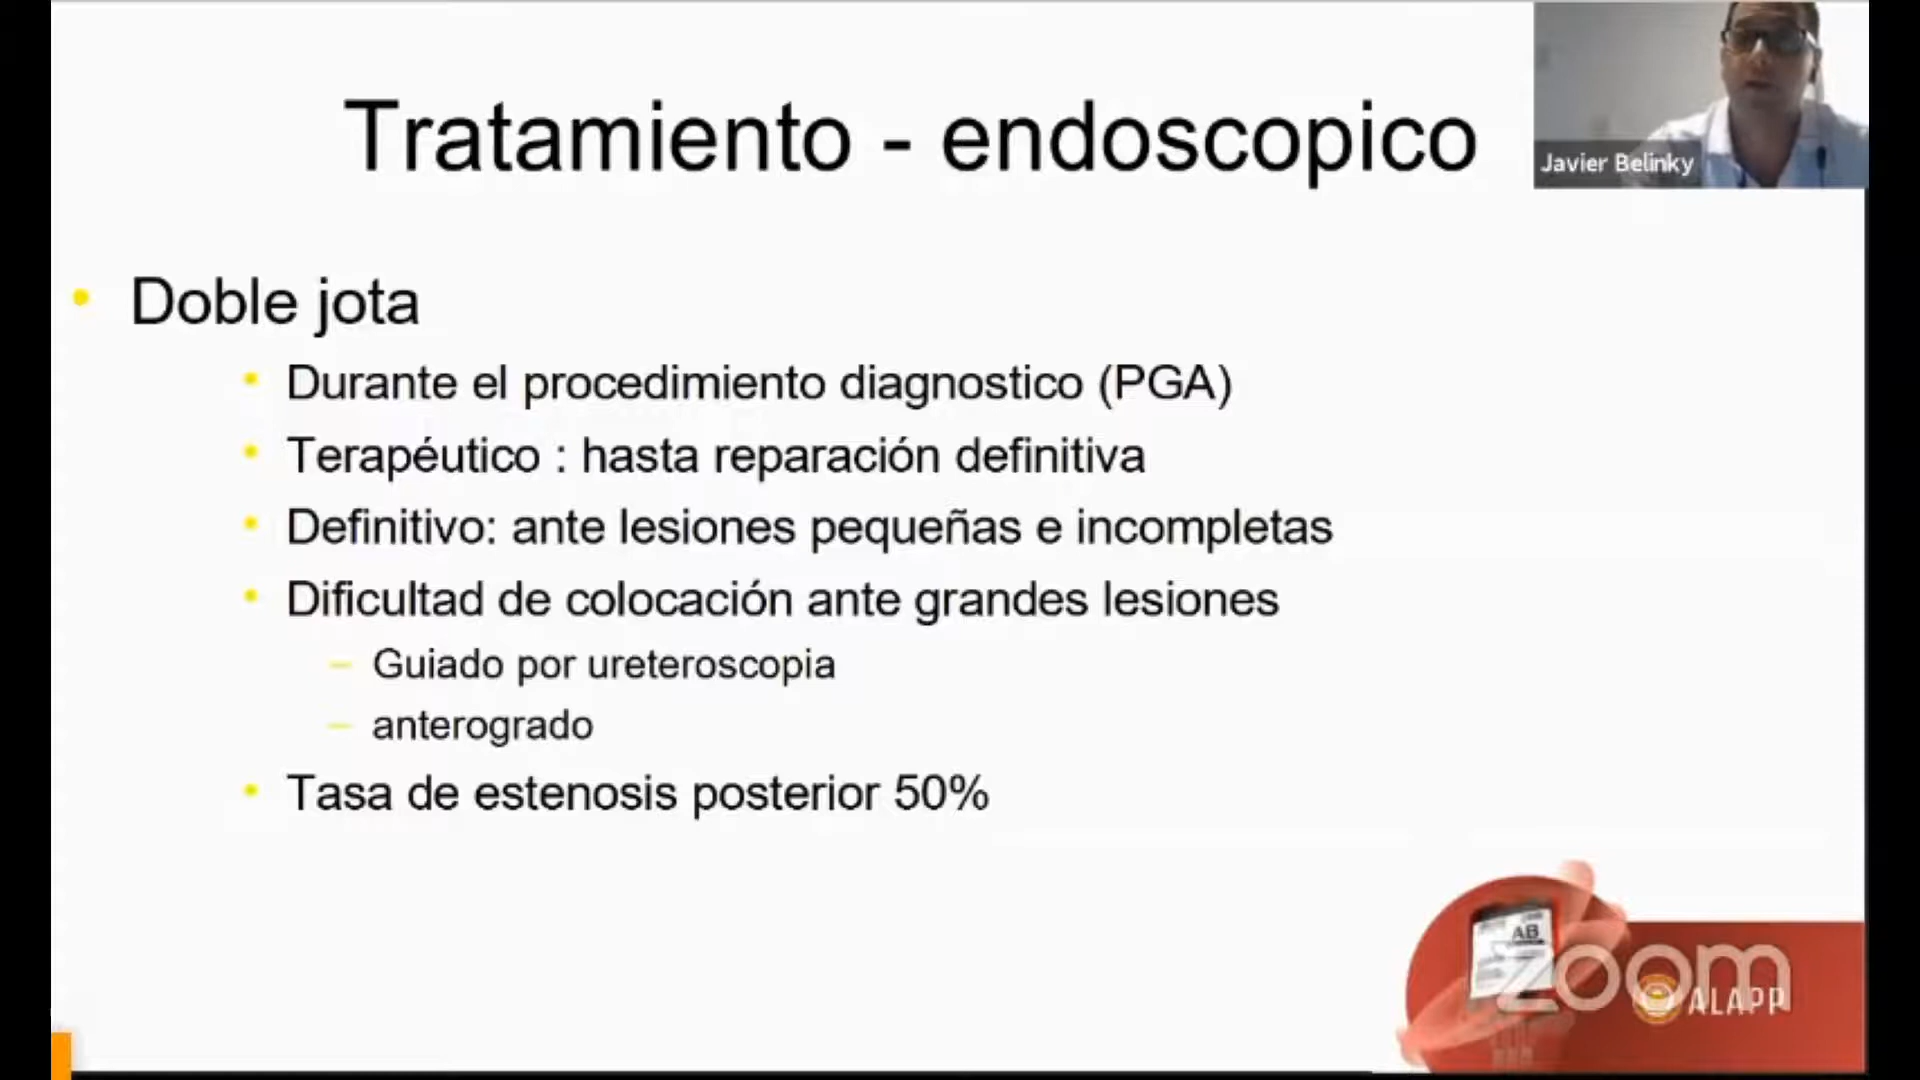 Tratamiento - endoscopico
Javier Belinky
Doble jota
Durante el procedimiento diagnostico (PGA)
Terapéutico : hasta reparación definitiva
Definitivo: ante lesiones pequeñas e incompletas
Dificultad de colocación ante grandes lesiones
Guiado por ureteroscopia
anterogrado
Tasa de estenosis posterior 50%
AB
zoom
ALAPP